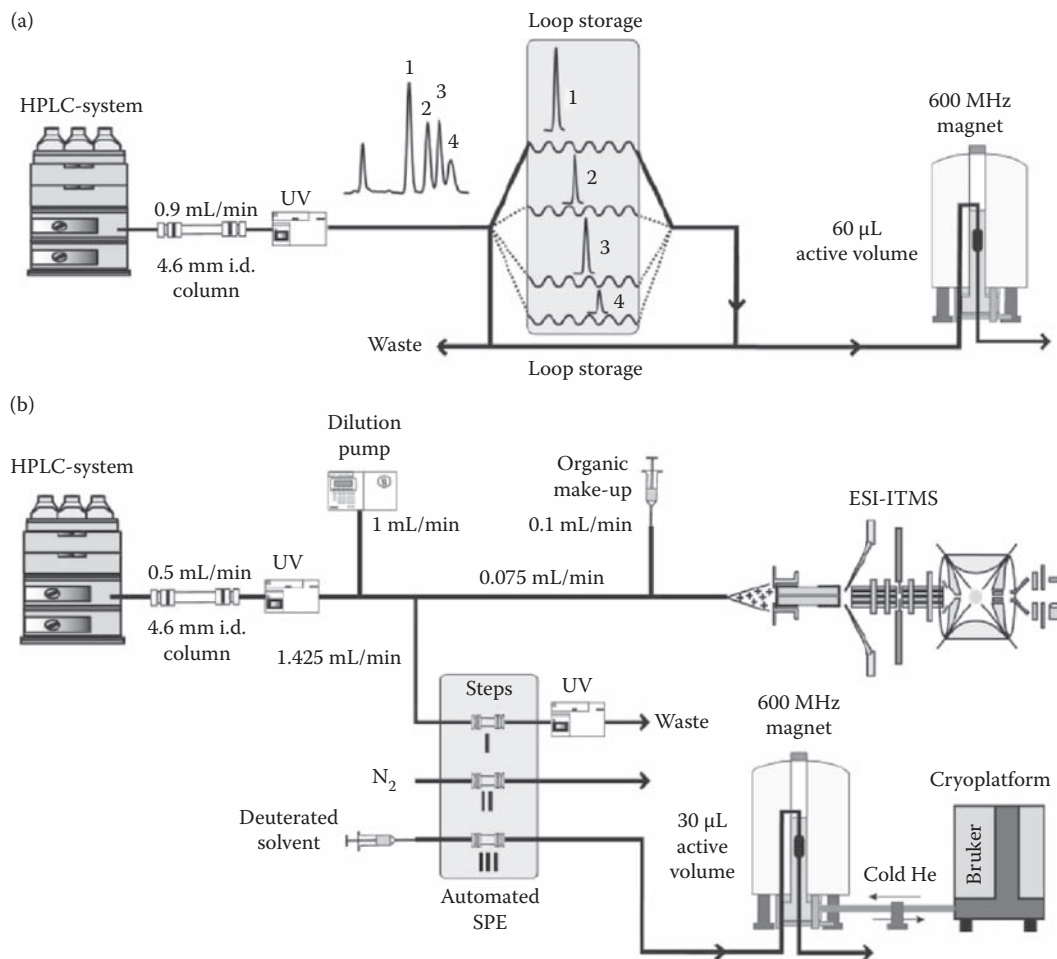 (a)
Loop storage
HPLC-system
1
2
3
4
UV
0.9 mL/min
4.6 mm i.d.
column
1
2
3
4
600 MHz
magnet
60 µL
active volume
Waste
Loop storage
(b)
HPLC-system
Dilution
pump
1 mL/min
Organic
make-up
0.1 mL/min
ESI-ITMS
0.5 mL/min
UV
0.075 mL/min
4.6 mm i.d.
column
1.425 mL/min
Steps
UV
I
Waste
N2
II
Deuterated
solvent
III
Automated
SPE
600 MHz
magnet
30 µL
active
volume
Cryoplatform
Bruker
Cold He